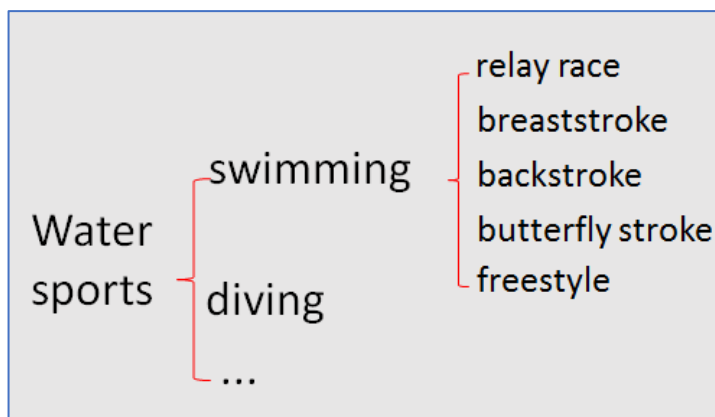 relay race
breaststroke
swimming
backstroke
Water
sports
butterfly stroke
diving
freestyle
...